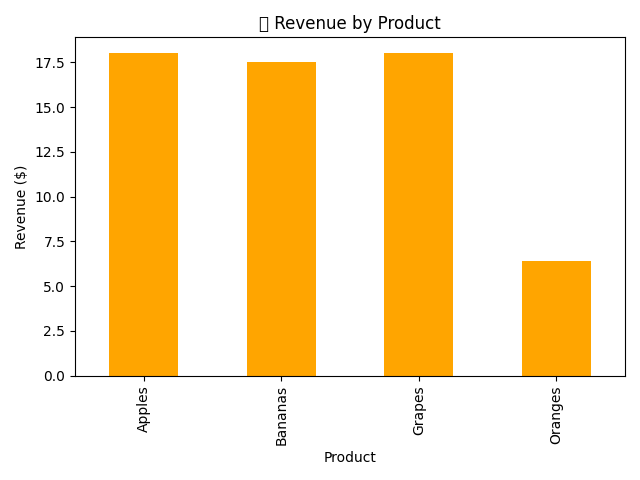 Revenue by Product
Revenue ($)
17.5
15.0
12.5
10.0
7.5
5.0
2.5
0.0
Apples
Bananas
Grapes
Oranges
Product